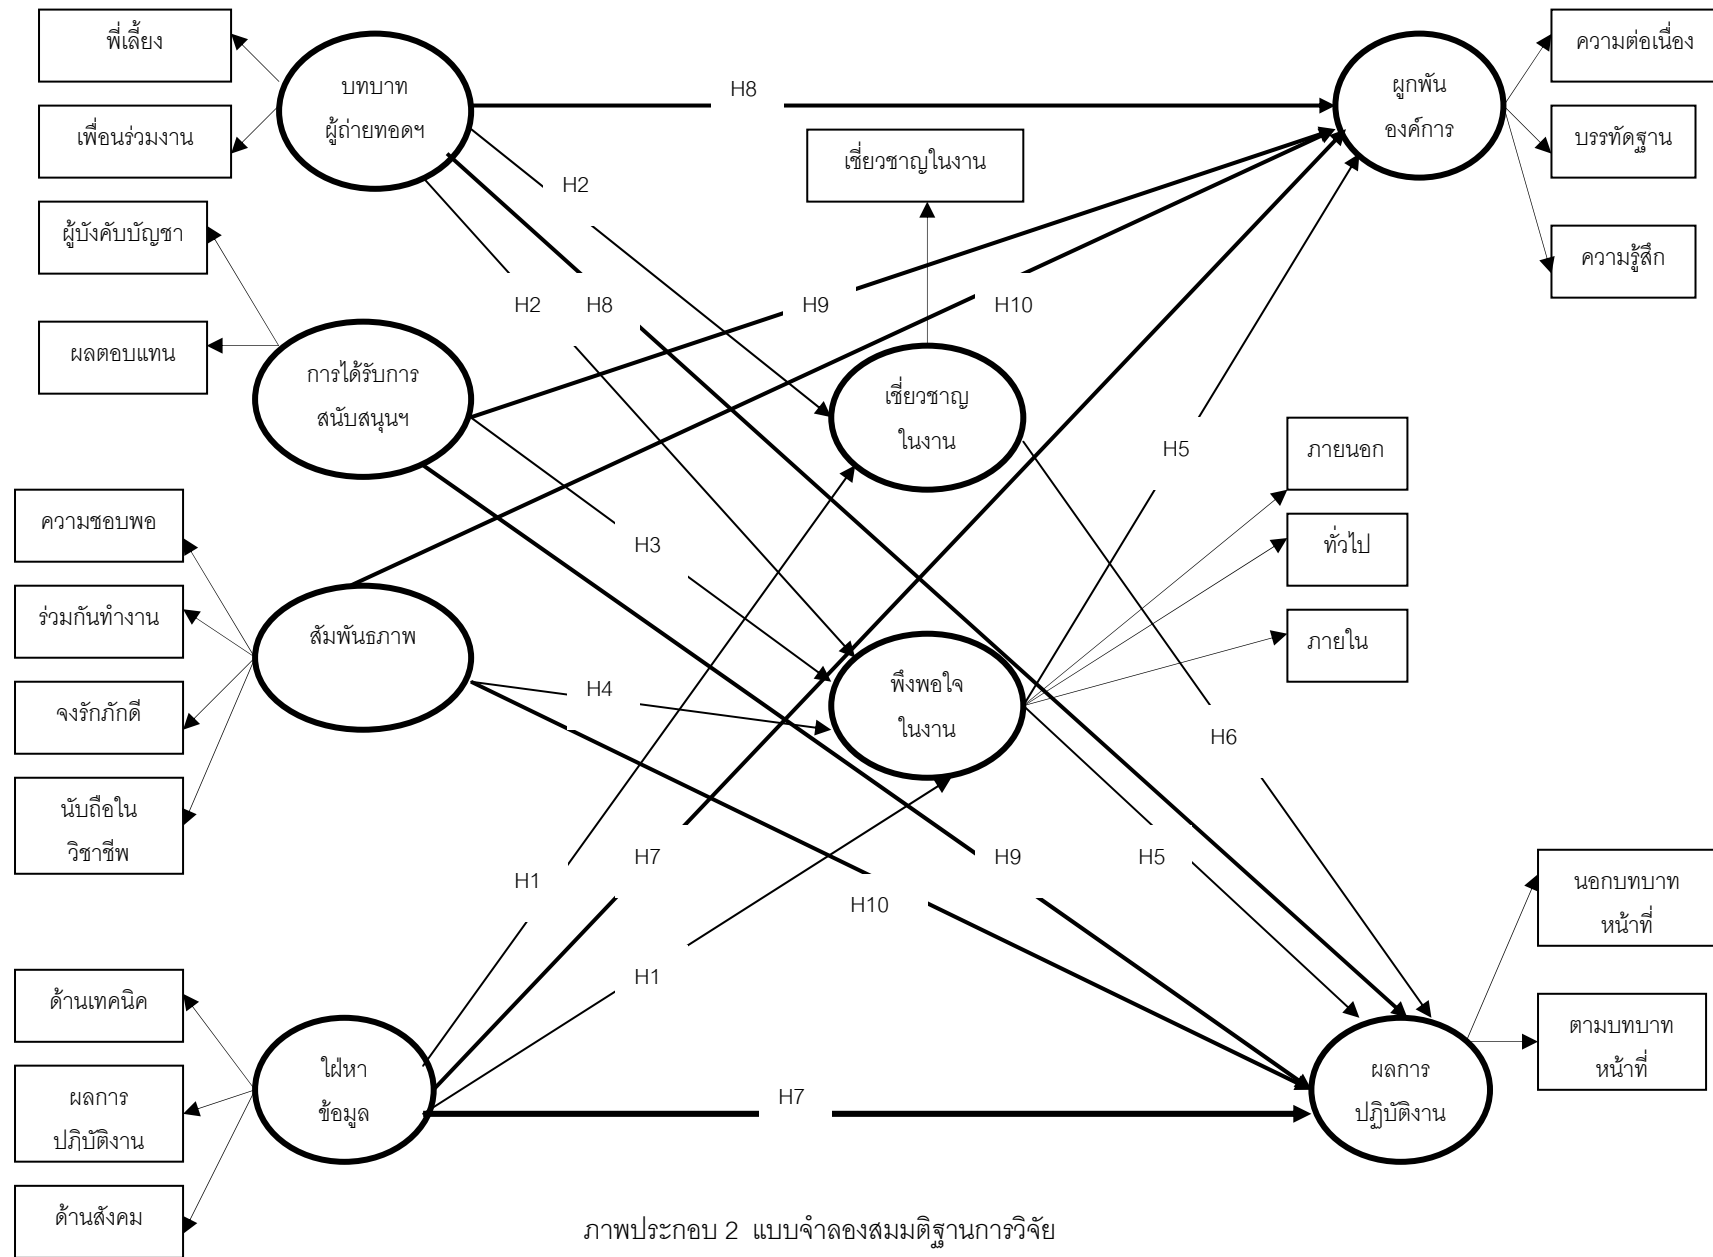 พี่เลี้ยง
เพื่อนร่วมงาน
ผู้บังคับบัญชา
ผลตอบแทน
ความชอบพอ
ร่วมกันทำงาน
จงรักภักดี
นับถือใน
วิชาชีพ
ด้านเทคนิค
ผลการ
ปฏิบัติงาน
ด้านสังคม
บทบาท
ผู้ถ่ายทอดฯ
การได้รับการ
สนับสนุนฯ
สัมพันธภาพ
ใฝ่หา
ข้อมูล
H8
H2
H2
H8
H9
H10
H3
H4
H5
H6
H7
H1
H9
H5
H10
H1
H7
เชี่ยวชาญในงาน
เชี่ยวชาญ
ในงาน
พึงพอใจ
ในงาน
ผูกพัน
องค์การ
ความต่อเนื่อง
บรรทัดฐาน
ความรู้สึก
ภายนอก
ทั่วไป
ภายใน
ผลการ
ปฏิบัติงาน
นอกบทบาท
หน้าที่
ตามบทบาท
หน้าที่
ภาพประกอบ 2 แบบจำลองสมมติฐานการวิจัย